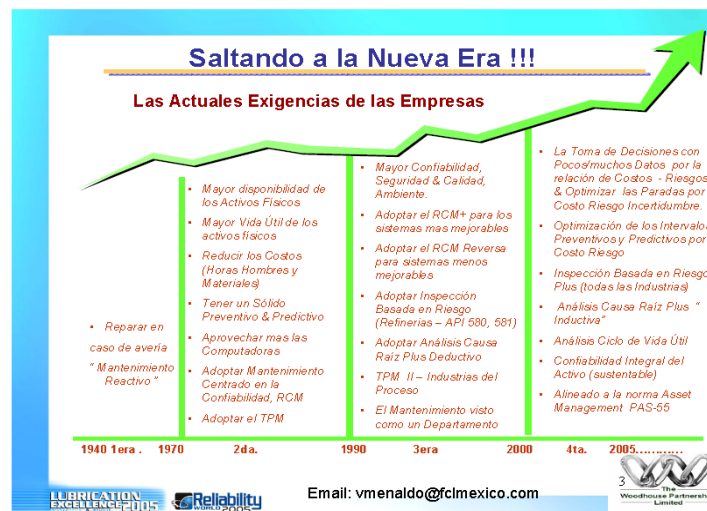 Saltando a la Nueva Era !!!
Las Actuales Exigencias de las Empresas
• Reparar en
caso de avería
“ Mantenimiento
Reactivo ”
• Mayor disponibilidad de
los Activos Físicos
• Mayor Vida Útil de los
activos físicos
• Reducir los Costos
(Horas Hombres y
Materiales)
• Tener un Sólido
Preventivo & Predictivo
• Aprovechar mas las
Computadoras
• Adoptar Mantenimiento
Centrado en la
Confiabilidad, RCM
• Adoptar el TPM
• Mayor Confiabilidad,
Seguridad & Calidad,
Ambiente.
• Adoptar el RCM+ para los
sistemas mas mejorables
• Adoptar el RCM Reversa
para sistemas menos
mejorables
• Adoptar Inspección
Basada en Riesgo
(Refinerias – API 580, 581)
• Adoptar Análisis Causa
Raíz Plus Deductivo
• TPM II – Industrias del
Proceso
• El Mantenimiento visto
como un Departamento
• La Toma de Decisiones con
Pocos/muchos Datos por la
relación de Costos - Riesgos
& Optimizar las Paradas por
Costo Riesgo Incertidumbre.
• Optimización de los Intervalos
Preventivos y Predictivos por
Costo Riesgo
• Inspección Basada en Riesgo
Plus (todas las Industrias)
• Análisis Causa Raíz Plus “
Inductiva”
• Análisis Ciclo de Vida Útil
• Confiabilidad Integral del
Activo (sustentable)
• Alineado a la norma Asset
Management PAS-55
1940 1era . 1970 2da. 1990 3era 2000 4ta. 2005............
3
LUBRICATION
EXCELLENCE 2005
Reliability
WORLD 2005
Email: vmenaldo@fclmexico.com
The
Woodhouse Partnersh
Limited